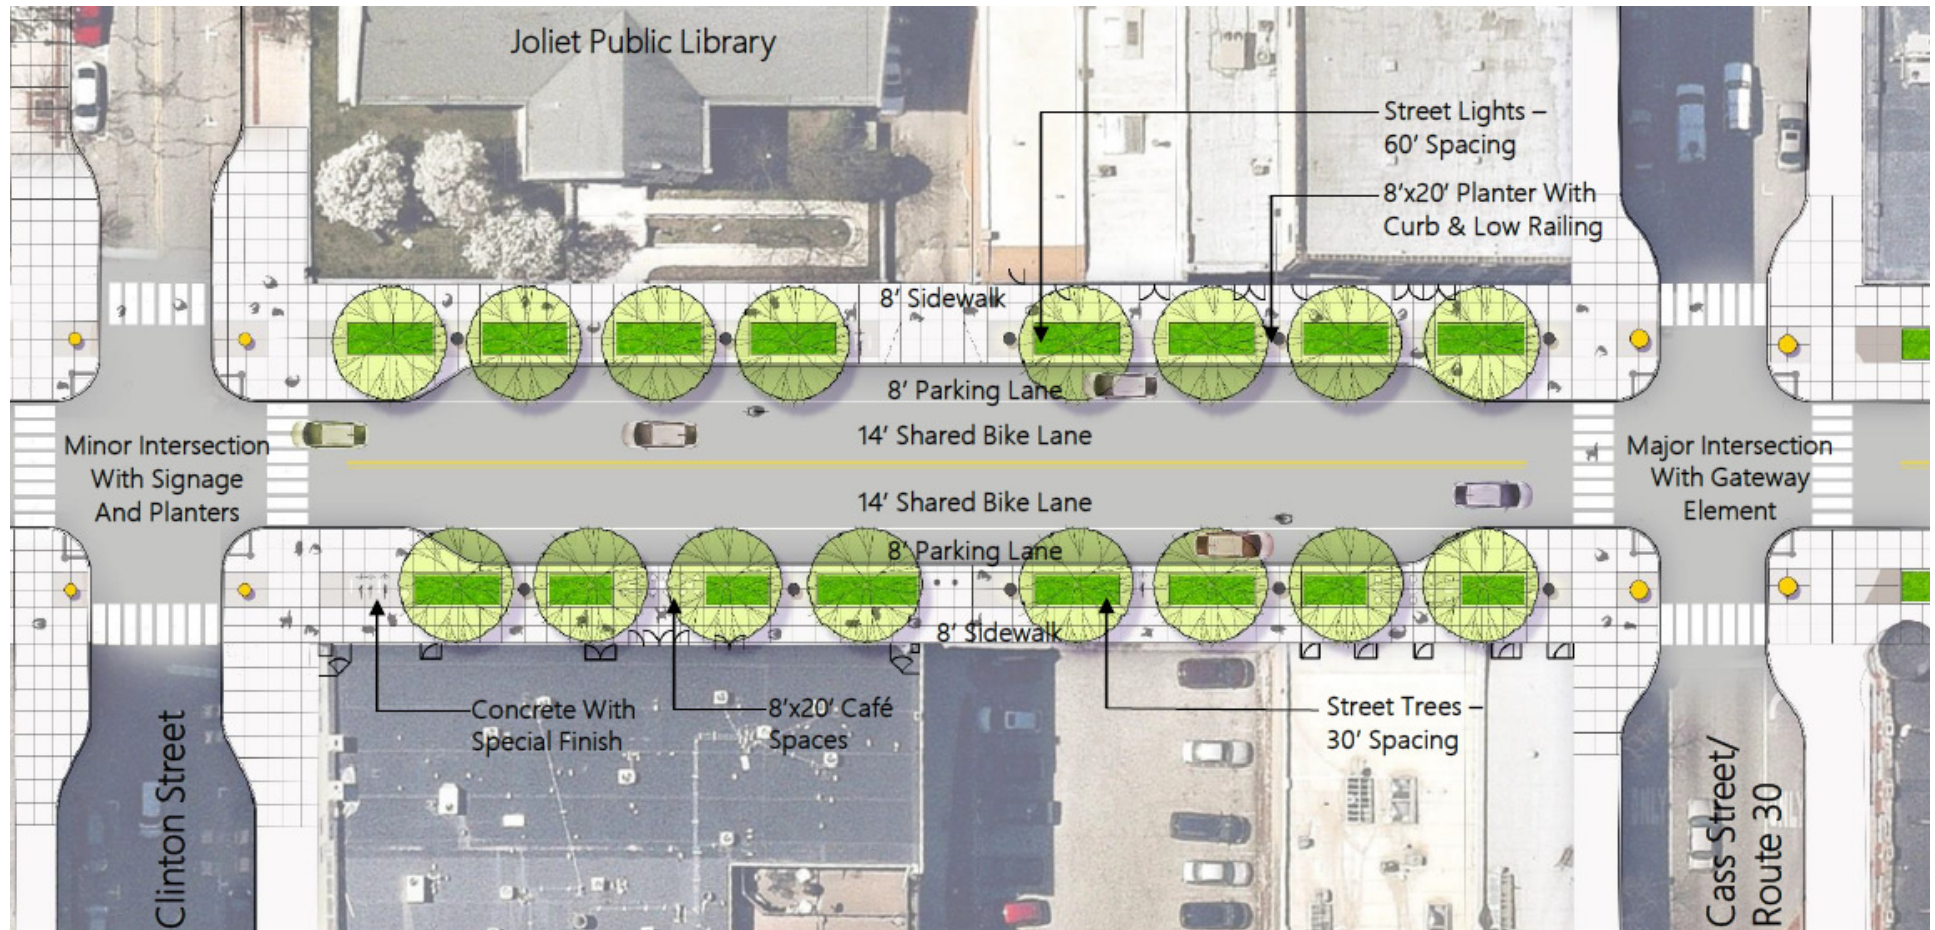 Joliet Public Library
Street Lights –
60’ Spacing
8’x20’ Planter With
Curb & Low Railing
8’ Sidewalk
8’ Parking Lane
14’ Shared Bike Lane
Minor Intersection
With Signage
And Planters
Major Intersection
With Gateway
Element
14’ Shared Bike Lane
8’ Parking Lane
8’ Sidewalk
Concrete With
Special Finish
8’x20’ Café
Spaces
Street Trees –
30’ Spacing
Clinton Street
Cass Street/
Route 30